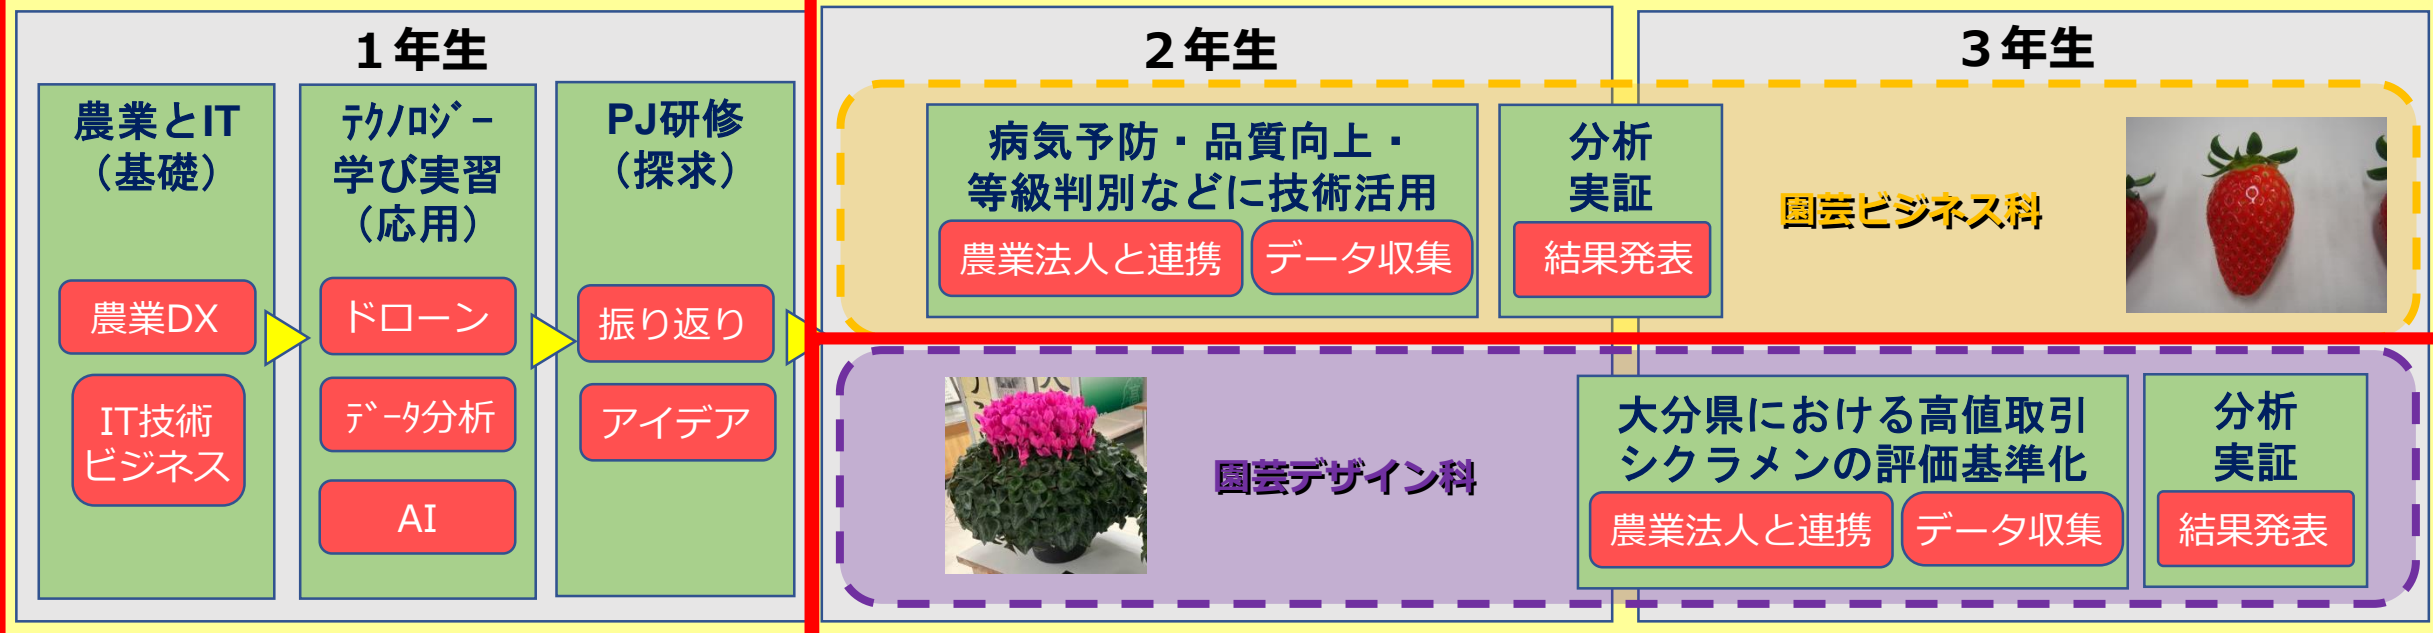 １年生
農業とIT
（基礎）
農業DX
IT技術
ビジネス
ﾃｸﾉﾛｼﾞｰ
学び実習
（応用）
ドローン
ﾃﾞｰﾀ分析
AI
PJ研修
（探求）
振り返り
アイデア
２年生
３年生
病気予防・品質向上・
等級判別などに技術活用
農業法人と連携
データ収集
分析
実証
結果発表
園芸ビジネス科
園芸デザイン科
大分県における高値取引
シクラメンの評価基準化
農業法人と連携
データ収集
分析
実証
結果発表